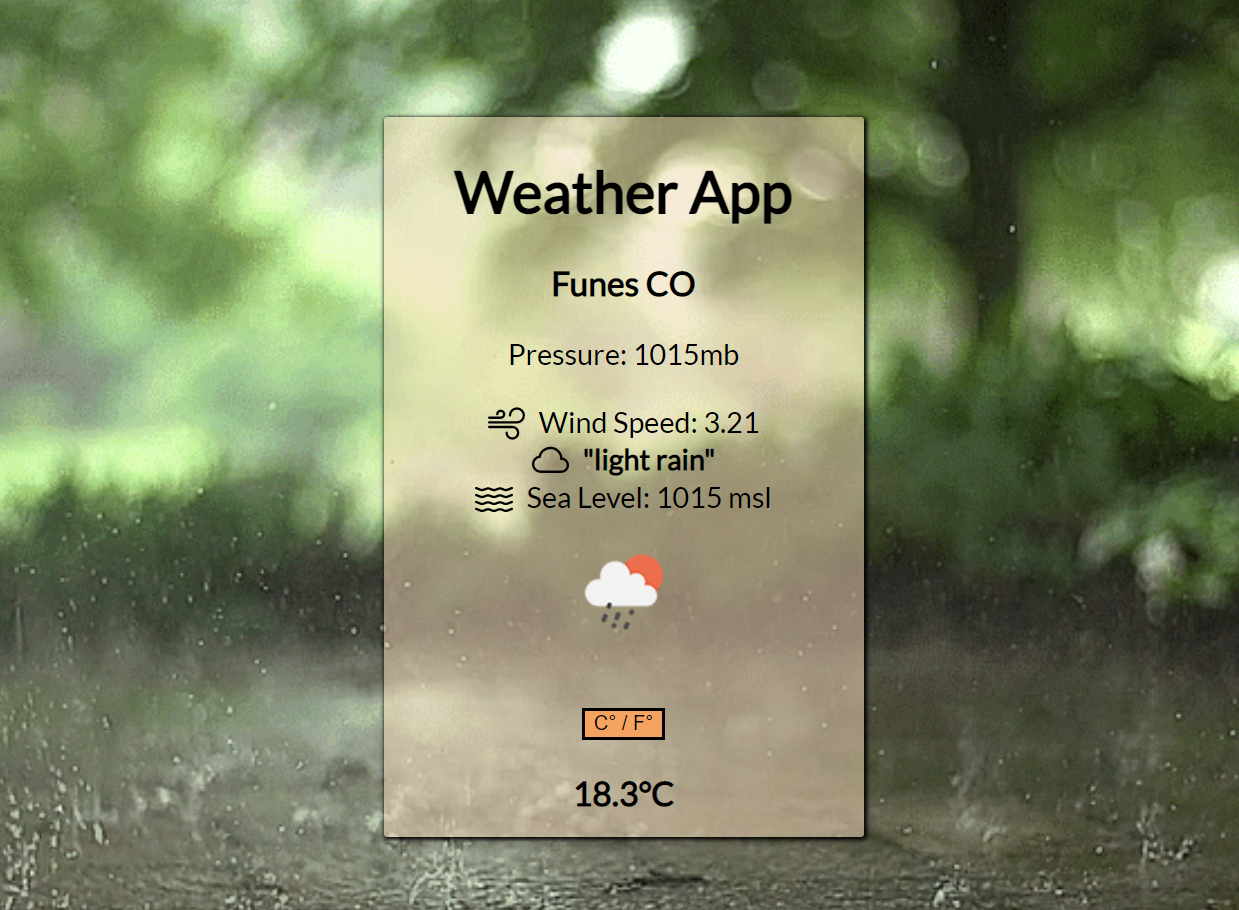 Weather App
Funes CO
Pressure: 1015mb
Wind Speed: 3.21
"light rain"
Sea Level: 1015 msl
C° / F°
18.3°C